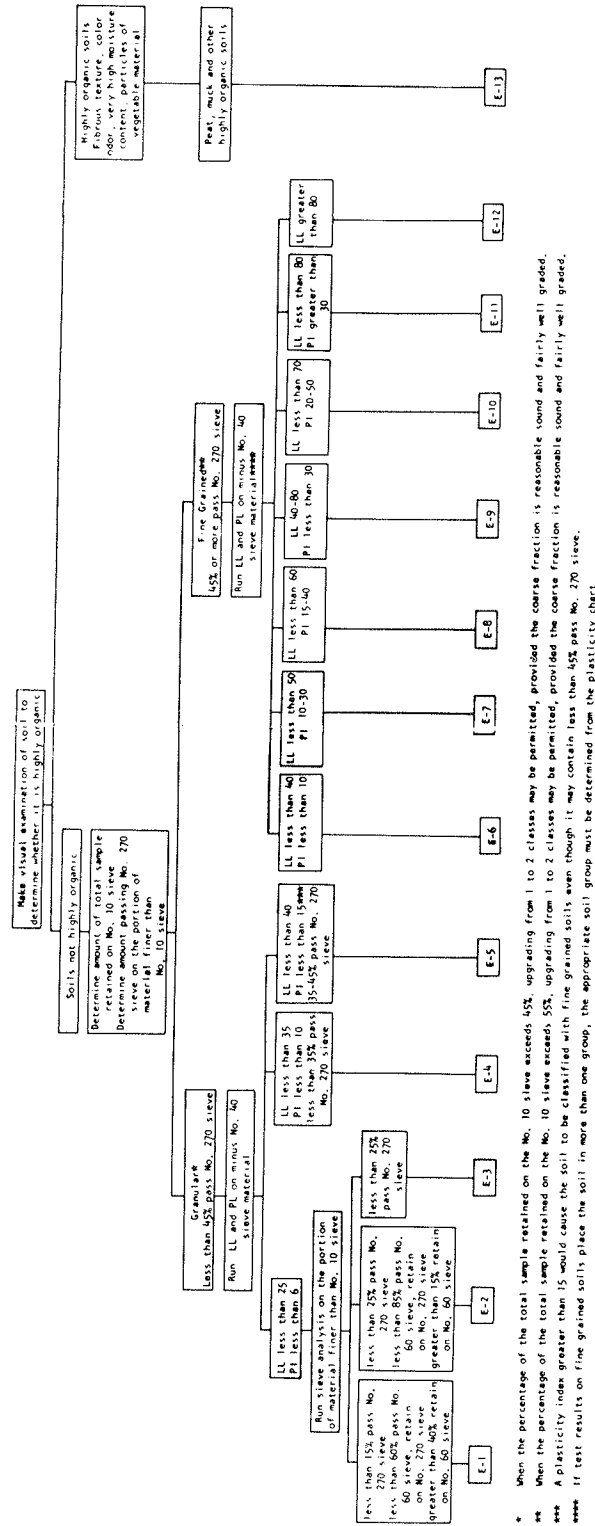 Make visual examination of soil to
determine whether it is highly organic
Soils not highly organic
Determine amount of total sample
retained on No. 10 sieve
Determine amount passing No. 270
sieve on the portion of
material finer than
No. 10 sieve
Highly organic soils
Fibrous texture, color
odor, very high moisture
content, particles of
vegetable material
Peat, muck and other
highly organic soils
E-13
Granular*
Less than 45% pass No. 270 sieve
Run LL and PL on minus No. 40
sieve material
LL less than 25
PI less than 6
Run sieve analysis on the portion
of material finer than No. 10 sieve
less than 15% pass No.
270 sieve
less than 60% pass No.
60 sieve, retain
on No. 270 sieve
greater than 40% retain
on No. 60 sieve
E-1
less than 25% pass No.
270 sieve
less than 85% pass No.
60 sieve, retain
on No. 270 sieve
greater than 15% retain
on No. 60 sieve
E-2
less than 25%
pass No. 270
sieve
E-3
LL less than 35
PI less than 10
less than 35% pass
No. 270 sieve
E-4
LL less than 40
PI less than 15***
35-45% pass No. 270
sieve
E-5
Fine Grained**
45% or more pass No. 270 sieve
Run LL and PL on minus No. 40
sieve material****
LL less than 40
PI less than 10
E-6
LL less than 50
PI 10-30
E-7
LL less than 60
PI 15-40
E-8
LL 40-80
PI less than 30
E-9
LL less than 70
PI 20-50
E-10
LL less than 80
PI greater than
30
E-11
LL greater
than 80
E-12
* When the percentage of the total sample retained on the No. 10 sieve exceeds 45%, upgrading from 1 to 2 classes may be permitted, provided the coarse fraction is reasonable sound and fairly well graded.
** When the percentage of the total sample retained on the No. 10 sieve exceeds 55%, upgrading from 1 to 2 classes may be permitted, provided the coarse fraction is reasonable sound and fairly well graded.
*** A plasticity index greater than 15 would cause the soil to be classified with fine grained soils even though it may contain less than 45% pass No. 270 sieve.
**** If test results on fine grained soils place the soil in more than one group, the appropriate soil group must be determined from the plasticity chart